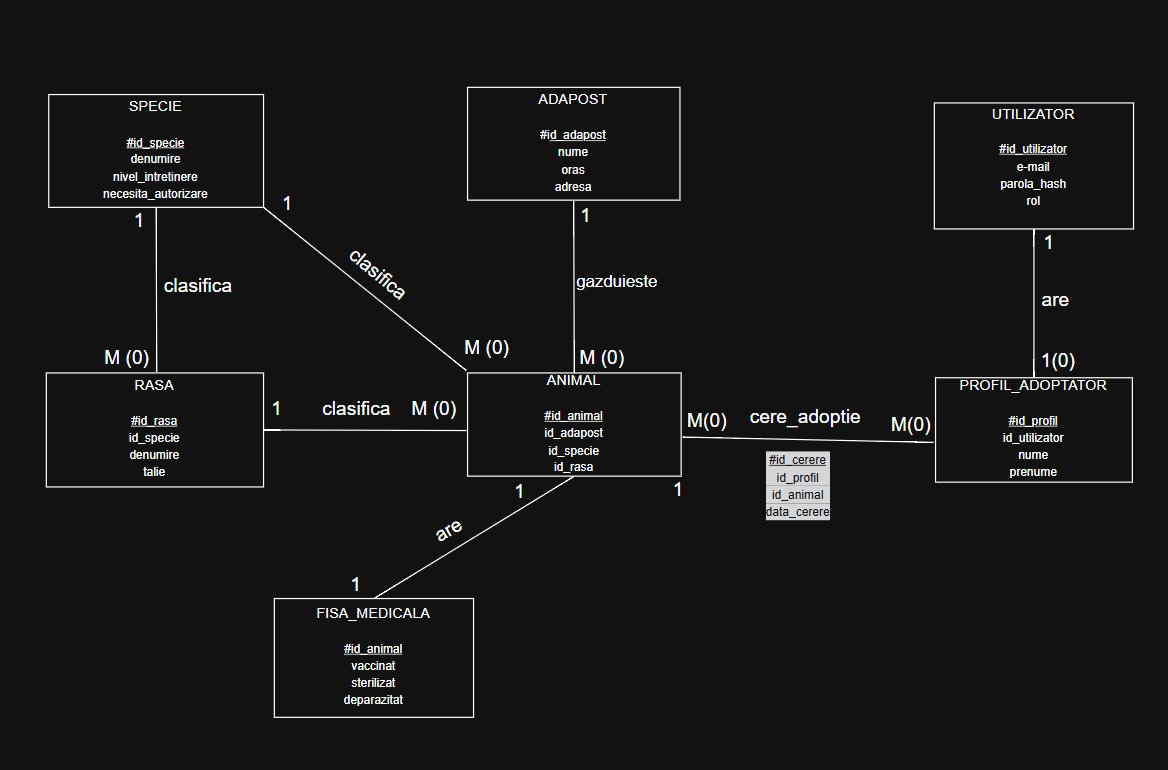 SPECIE
#id_specie
denumire
nivel_intretinere
necesita_autorizare
ADAPOST
#id_adapost
nume
oras
adresa
UTILIZATOR
#id_utilizator
e-mail
parola_hash
rol
1
clasifica
M (0)
1
clasifica
M (0)
1
gazduieste
M (0)
1
are
1(0)
RASA
#id_rasa
id_specie
denumire
talie
1
clasifica
M (0)
ANIMAL
#id_animal
id_adapost
id_specie
id_rasa
M(0)
cere_adoptie
M(0)
#id_cerere
id_profil
id_animal
data_cerere
PROFIL_ADOPTATOR
#id_profil
id_utilizator
nume
prenume
1
1
are
1
FISA_MEDICALA
#id_animal
vaccinat
sterilizat
deparazitat